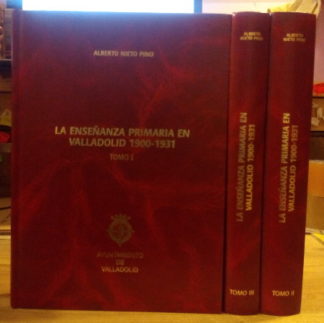 ALBERTO NIETO PINO
LA ENSEÑANZA PRIMARIA EN
VALLADOLID 1900-1931
TOMO I
AYUNTAMIENTO
DE
VALLADOLID
ALBERTO
NIETO PINO
LA ENSEÑANZA PRIMARIA EN
VALLADOLID 1900-1931
TOMO III
ALBERTO
NIETO PINO
LA ENSEÑANZA PRIMARIA EN
VALLADOLID 1900-1931
TOMO II